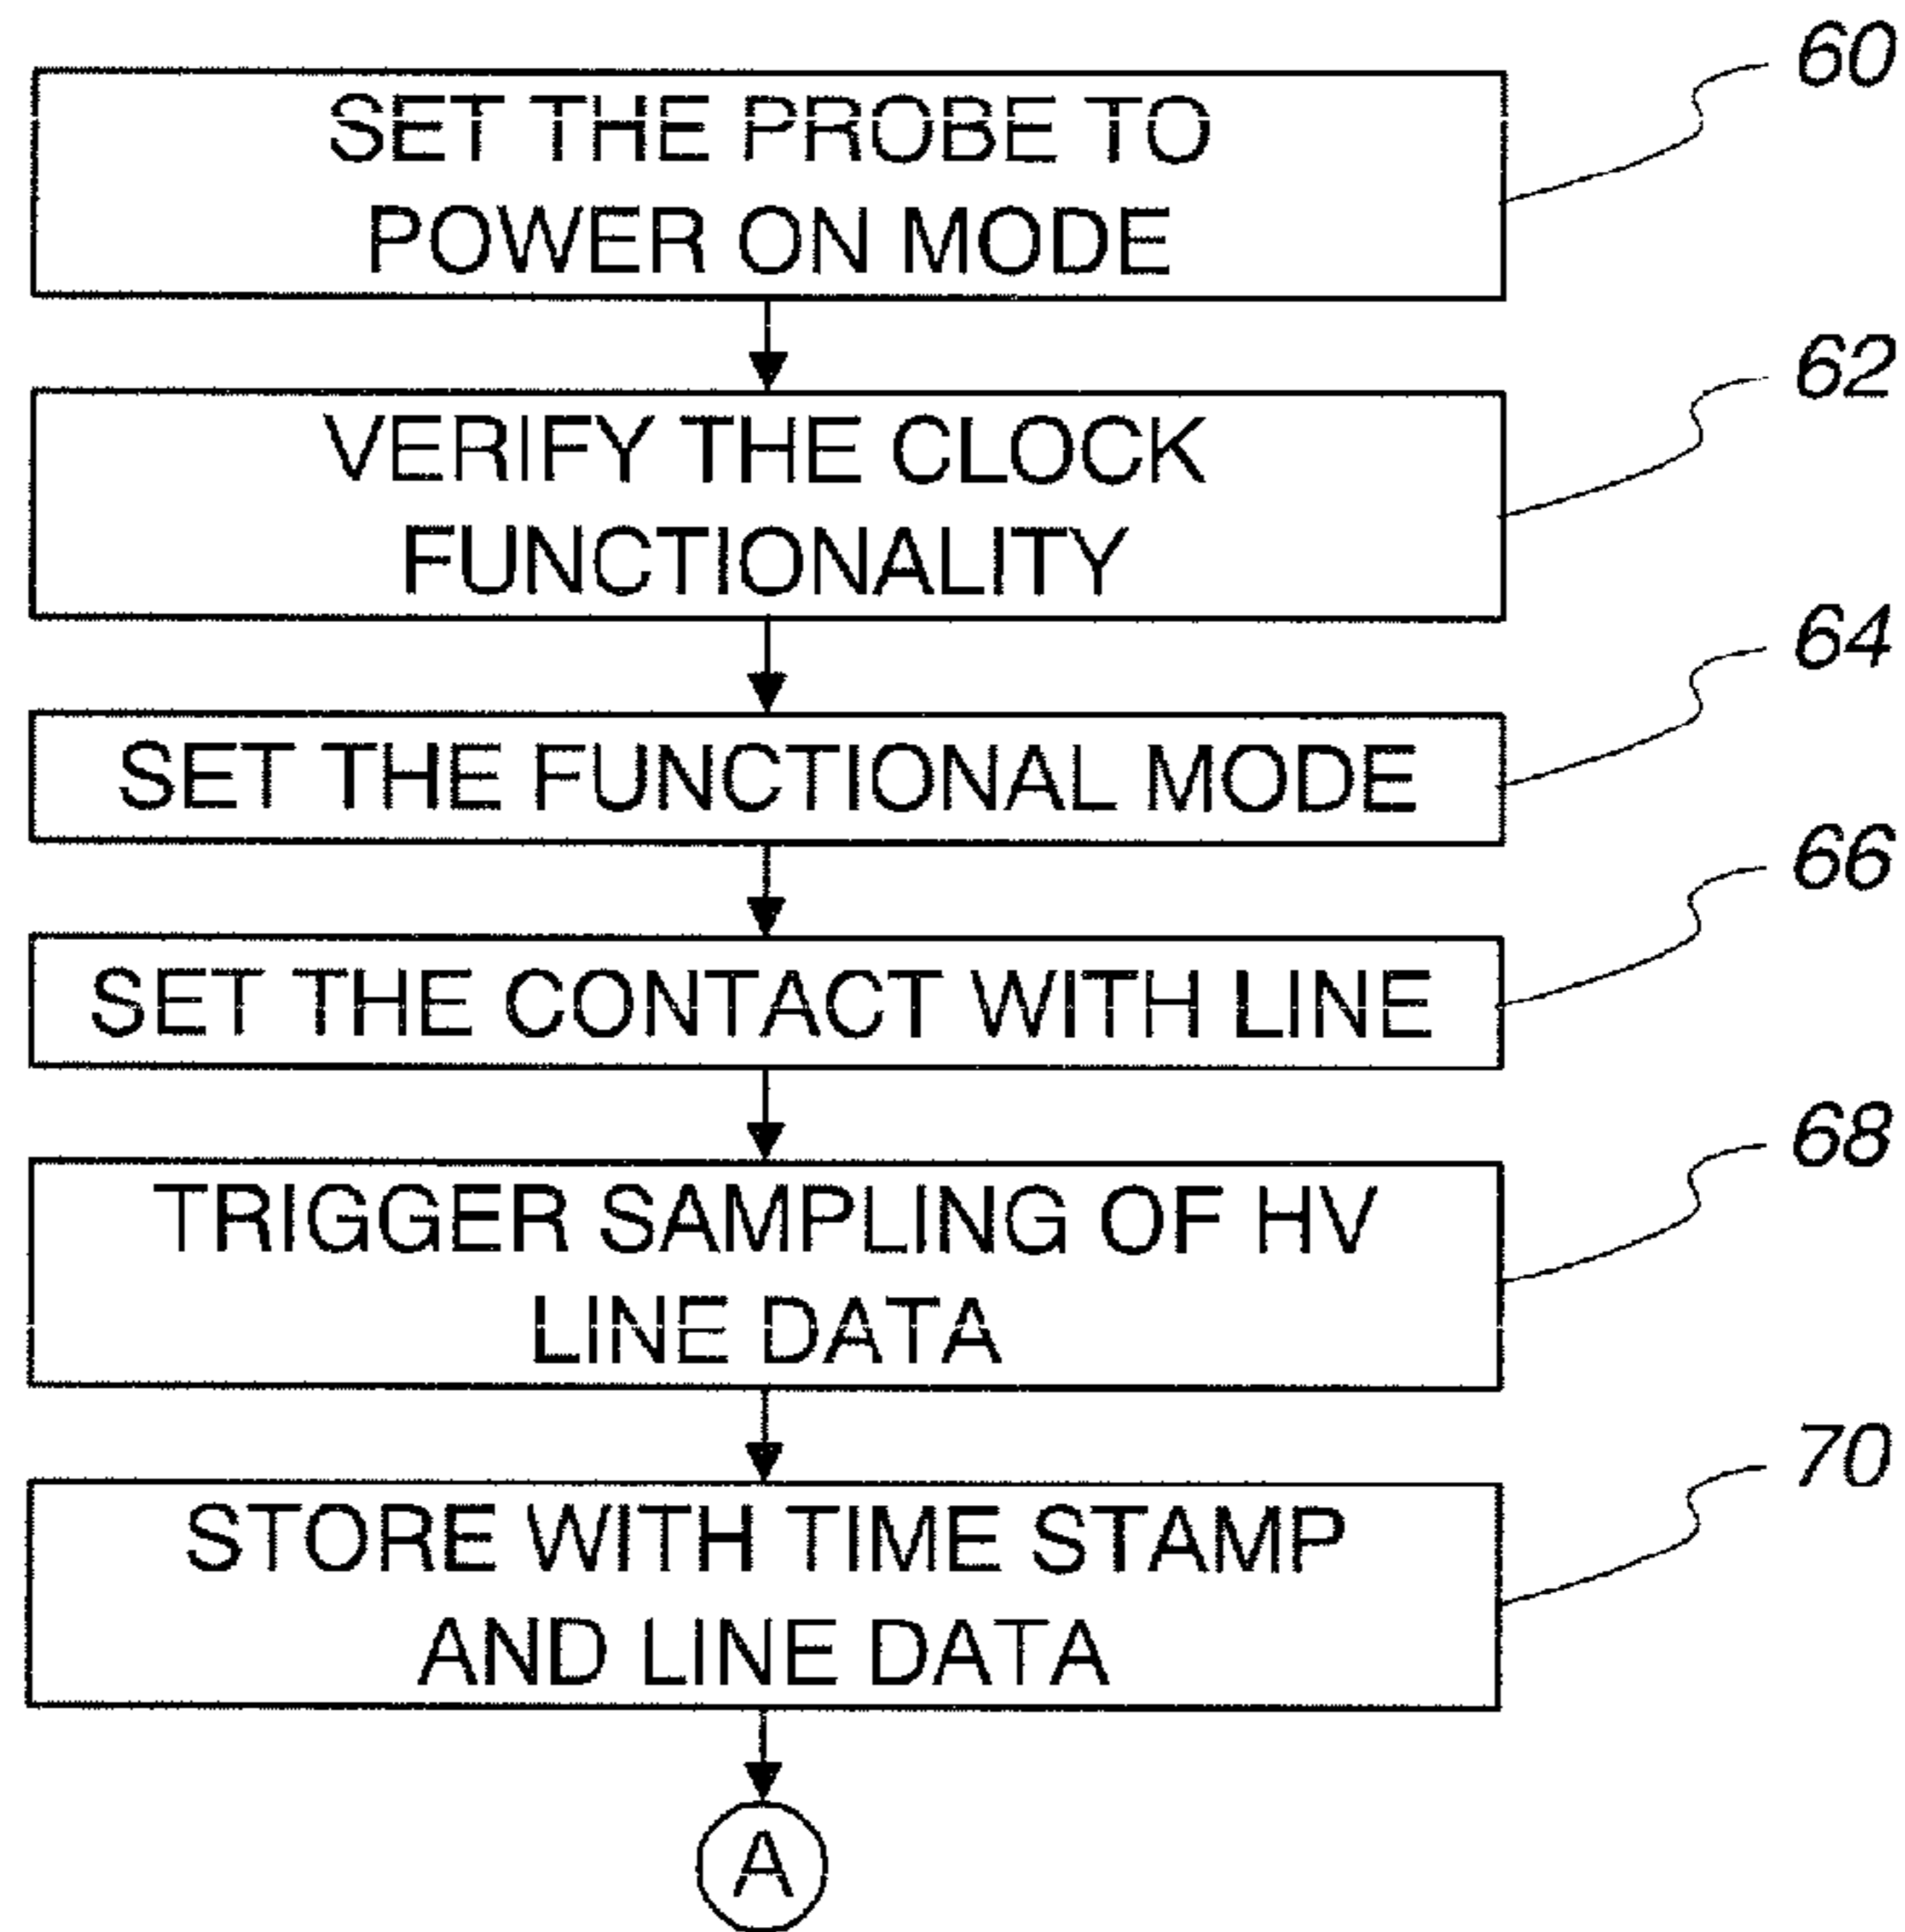 60
SET THE PROBE TO
POWER ON MODE
62
VERIFY THE CLOCK
FUNCTIONALITY
64
SET THE FUNCTIONAL MODE
66
SET THE CONTACT WITH LINE
68
TRIGGER SAMPLING OF HV
LINE DATA
70
STORE WITH TIME STAMP
AND LINE DATA
A